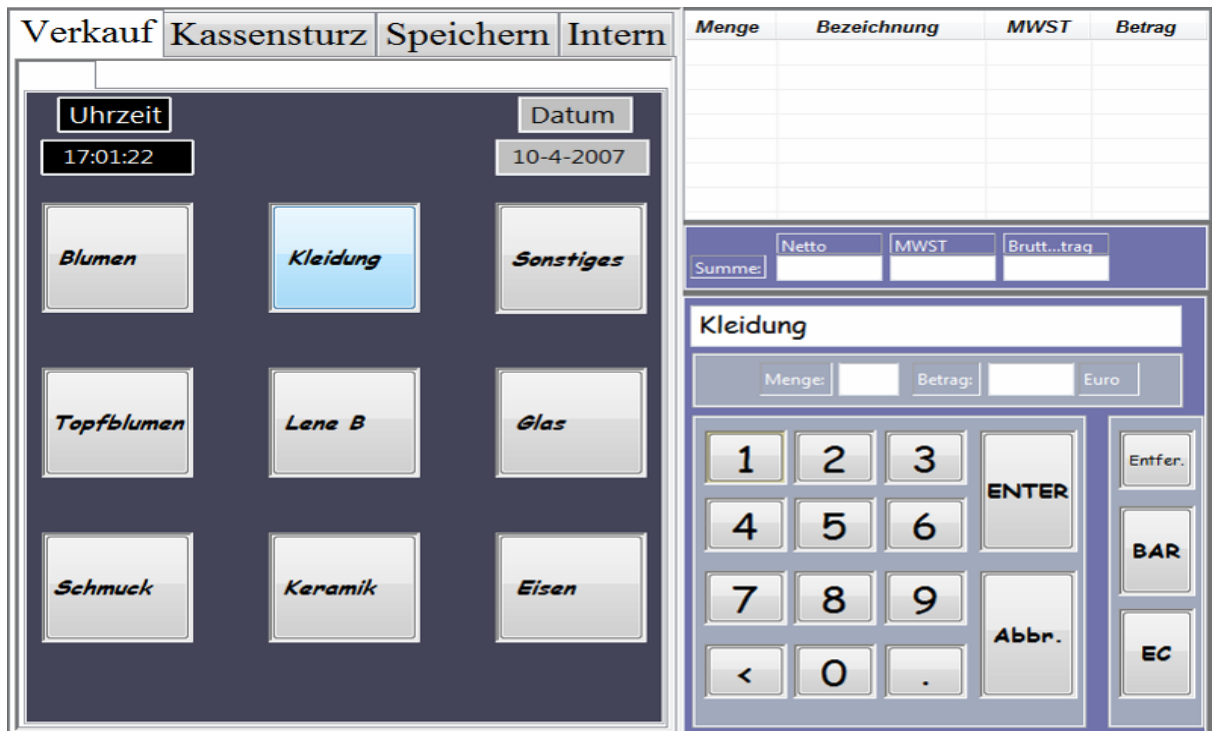 Verkauf Kassensturz Speichern Intern
Uhrzeit Datum
17:01:22 10-4-2007
Blumen Kleidung Sonstiges
Topfblumen Lene B Glas
Schmuck Keramik Eisen
Menge Bezeichnung MWST Betrag
Netto MWST Brutt...trag
Summe:
Kleidung
Menge: Betrag: Euro
1 2 3 ENTER Entfer.
4 5 6 BAR
7 8 9 Abbr.
< 0 . EC